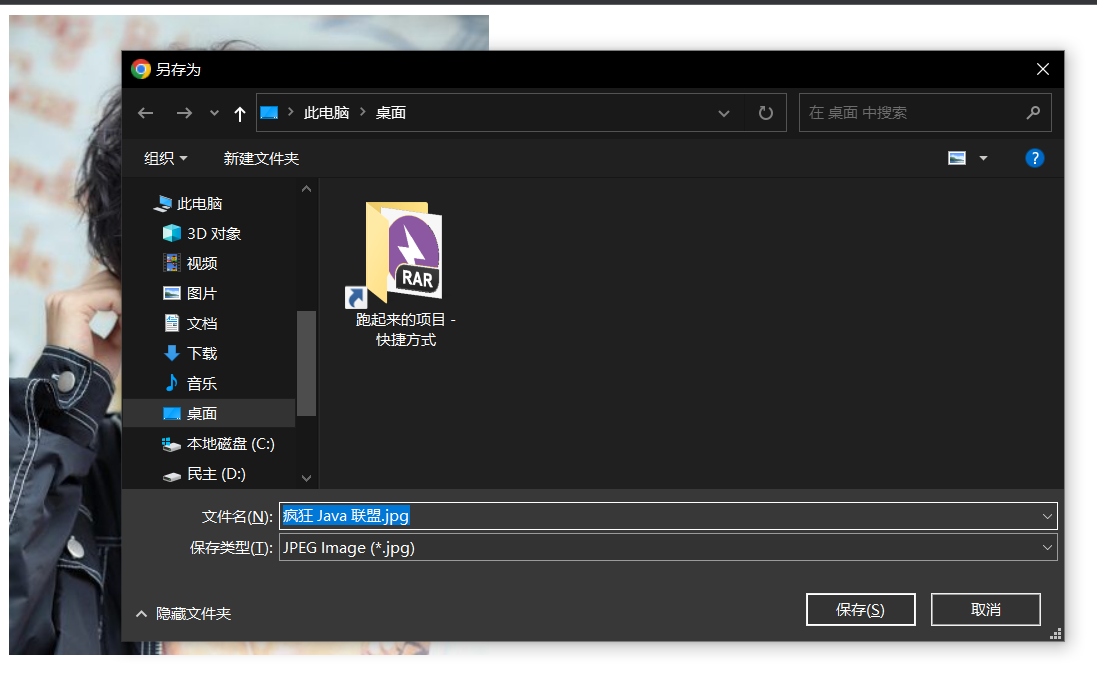 另存为
此电脑
桌面
在 桌面 中搜索
组织
新建文件夹
此电脑
3D 对象
视频
图片
文档
下载
音乐
桌面
本地磁盘 (C:)
民主 (D:)
RAR
跑起来的项目 -
快捷方式
文件名(N):
疯狂 Java 联盟.jpg
保存类型(T):
JPEG Image (*.jpg)
隐藏文件夹
保存(S)
取消